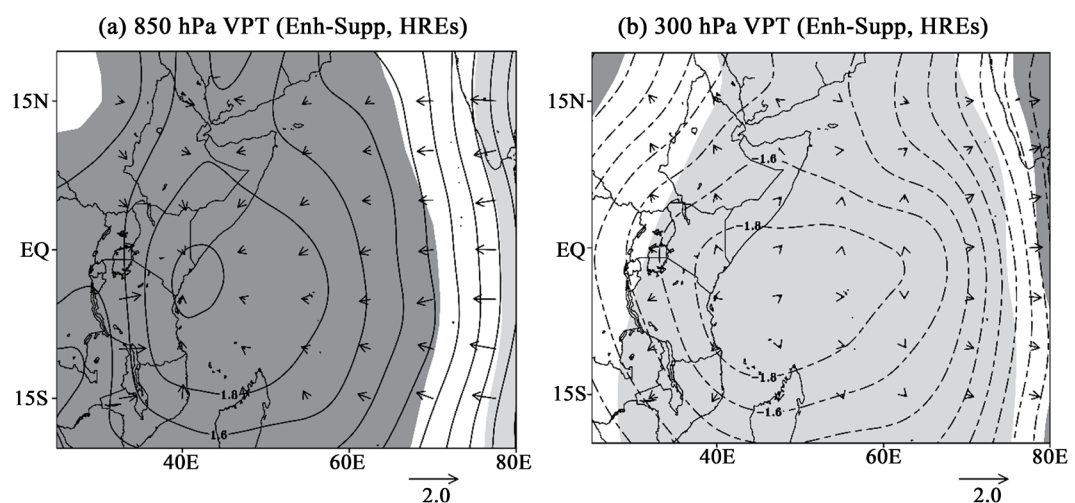 (a) 850 hPa VPT (Enh-Supp, HREs)
(b) 300 hPa VPT (Enh-Supp, HREs)
15N
EQ
15S
40E
60E
80E
1.84
1.6
2.0
15N
EQ
15S
40E
60E
80E
-1.6
-1.8
-1.8
-1.6
2.0